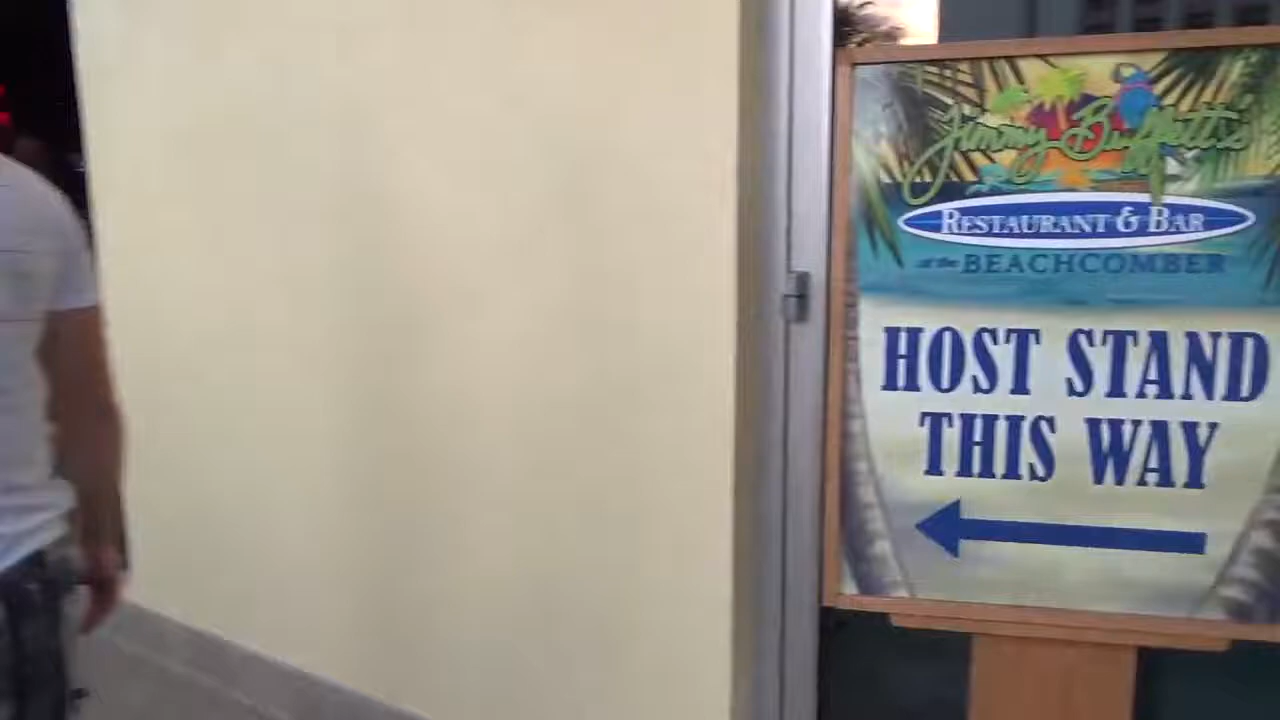 Jimmy Buffett's
RESTAURANT & BAR
at the BEACHCOMBER
HOST STAND
THIS WAY